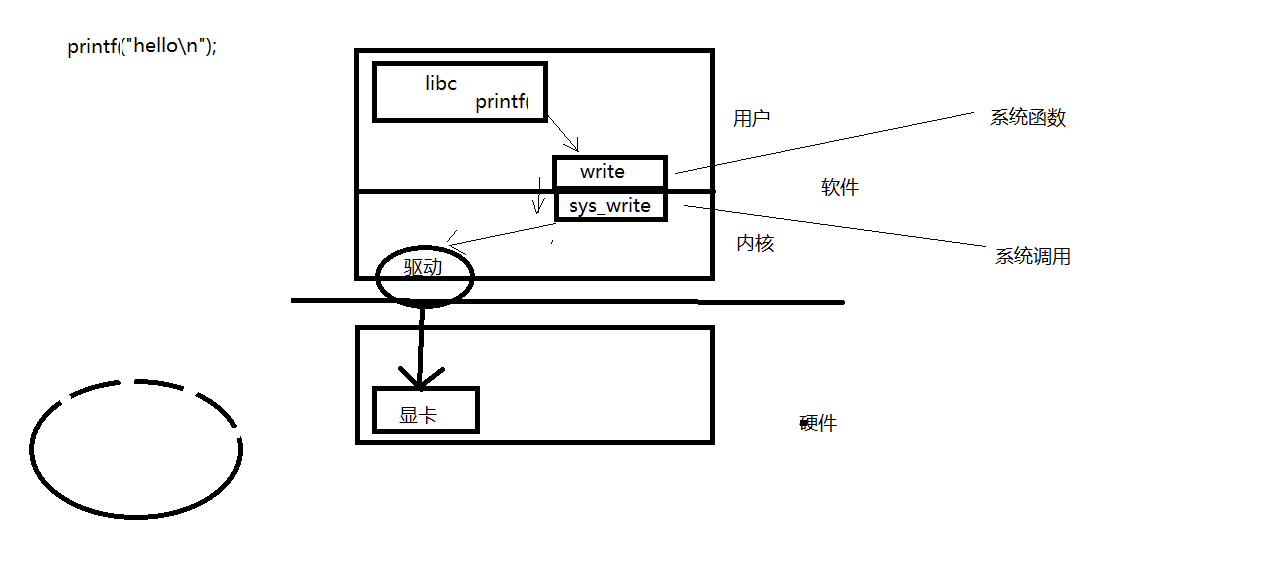 printf("hello\n");
libc
printf(
用户
系统函数
write
软件
sys_write
内核
系统调用
驱动
显卡
硬件